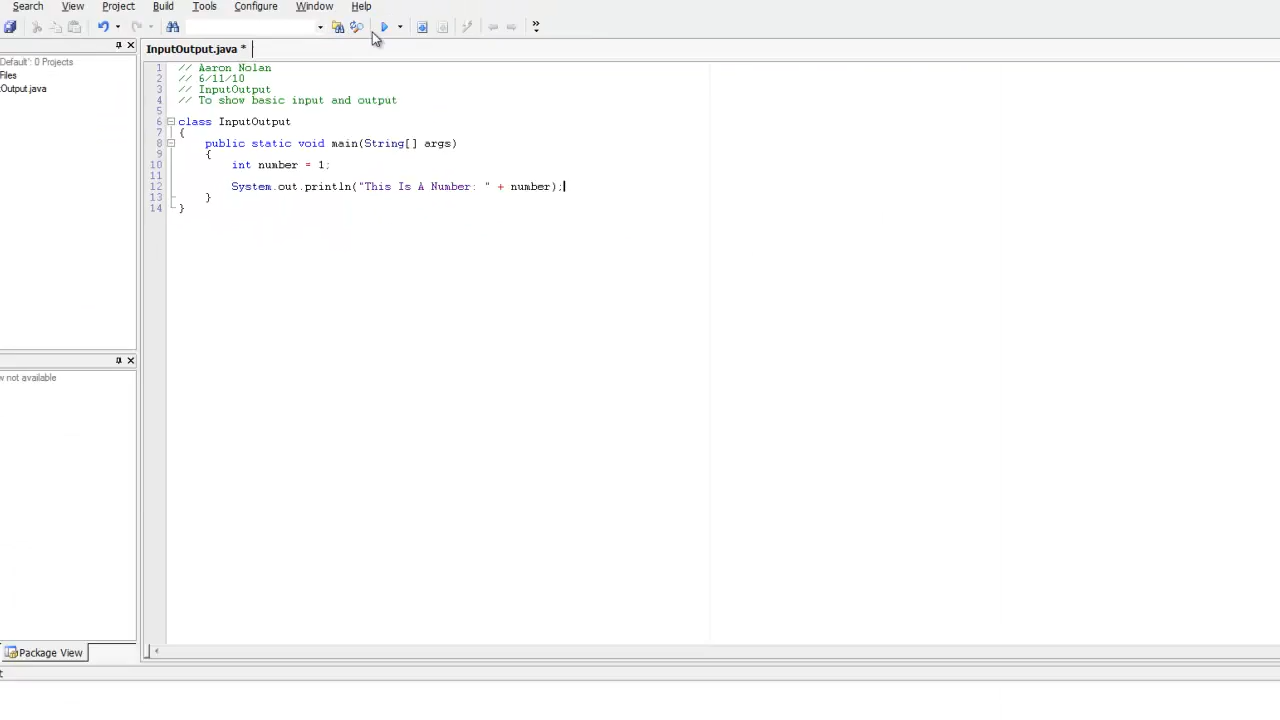 Search View Project Build Tools Configure Window Help
InputOutput.java *
Default': 0 Projects
Files
Output.java
1 // Aaron Nolan
2 // 6/11/10
3 // InputOutput
4 // To show basic input and output
5
6 class InputOutput
7 {
8 public static void main(String[] args)
9 {
10 int number = 1;
11
12 System.out.println("This Is A Number: " + number);
13 }
14 }
w not available
Package View
t